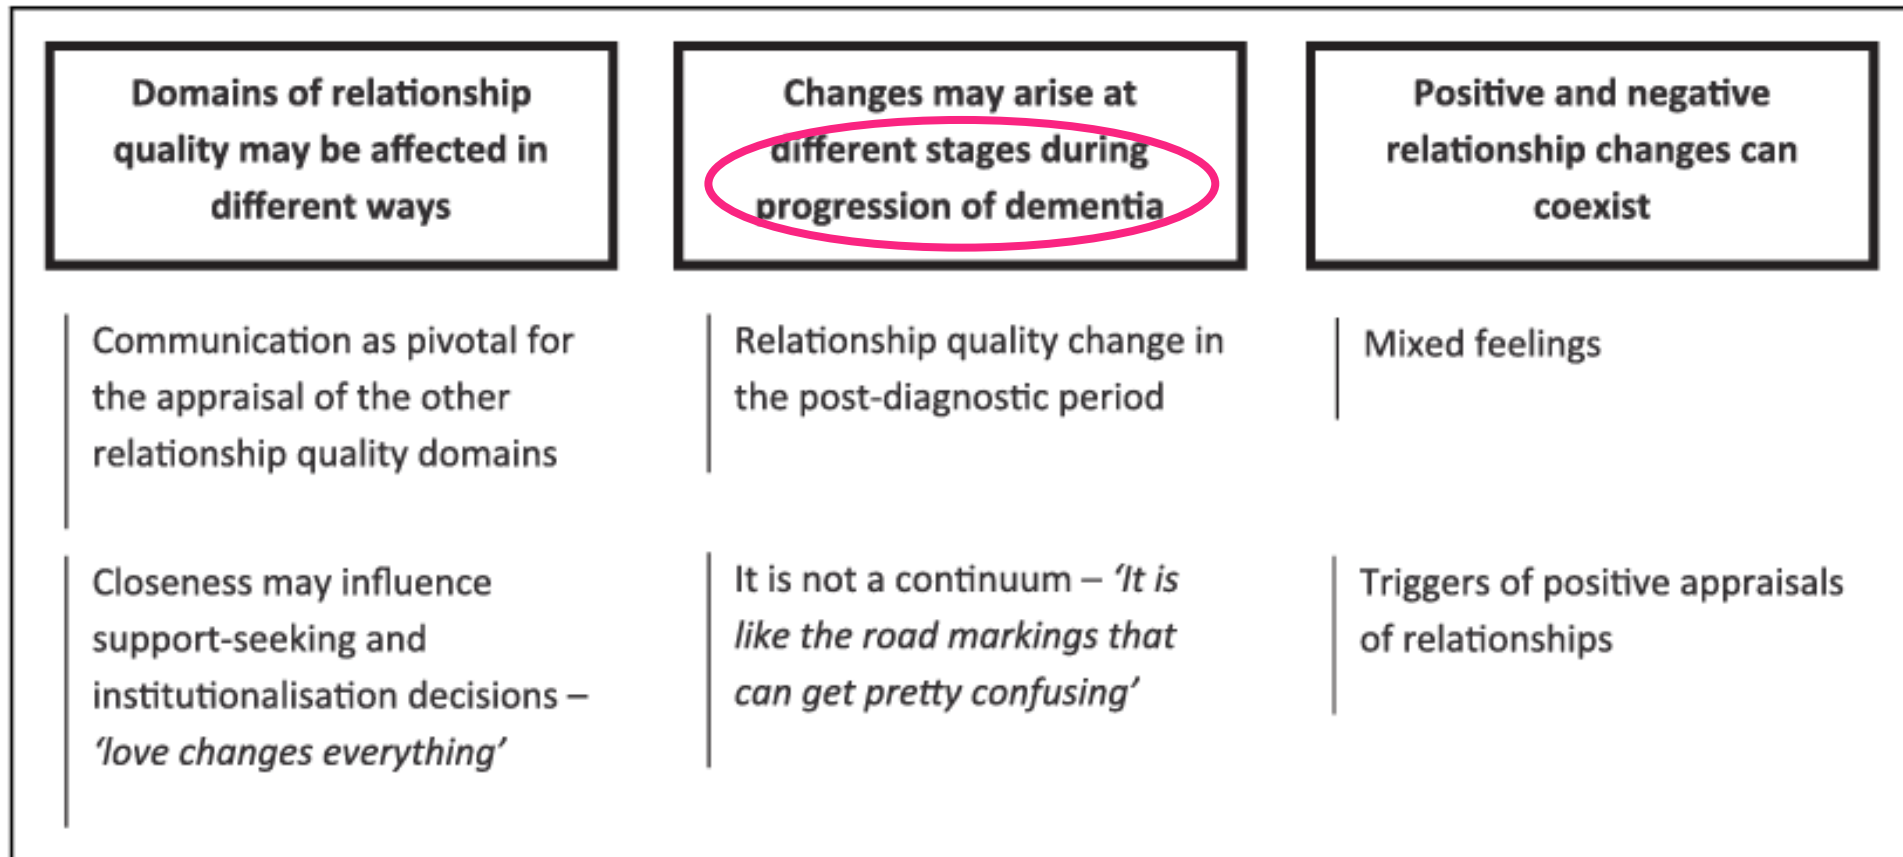 Domains of relationship
quality may be affected in
different ways
Communication as pivotal for
the appraisal of the other
relationship quality domains
Closeness may influence
support-seeking and
institutionalisation decisions –
‘love changes everything’
Changes may arise at
different stages during
progression of dementia
Relationship quality change in
the post-diagnostic period
It is not a continuum – ‘It is
like the road markings that
can get pretty confusing’
Positive and negative
relationship changes can
coexist
Mixed feelings
Triggers of positive appraisals
of relationships